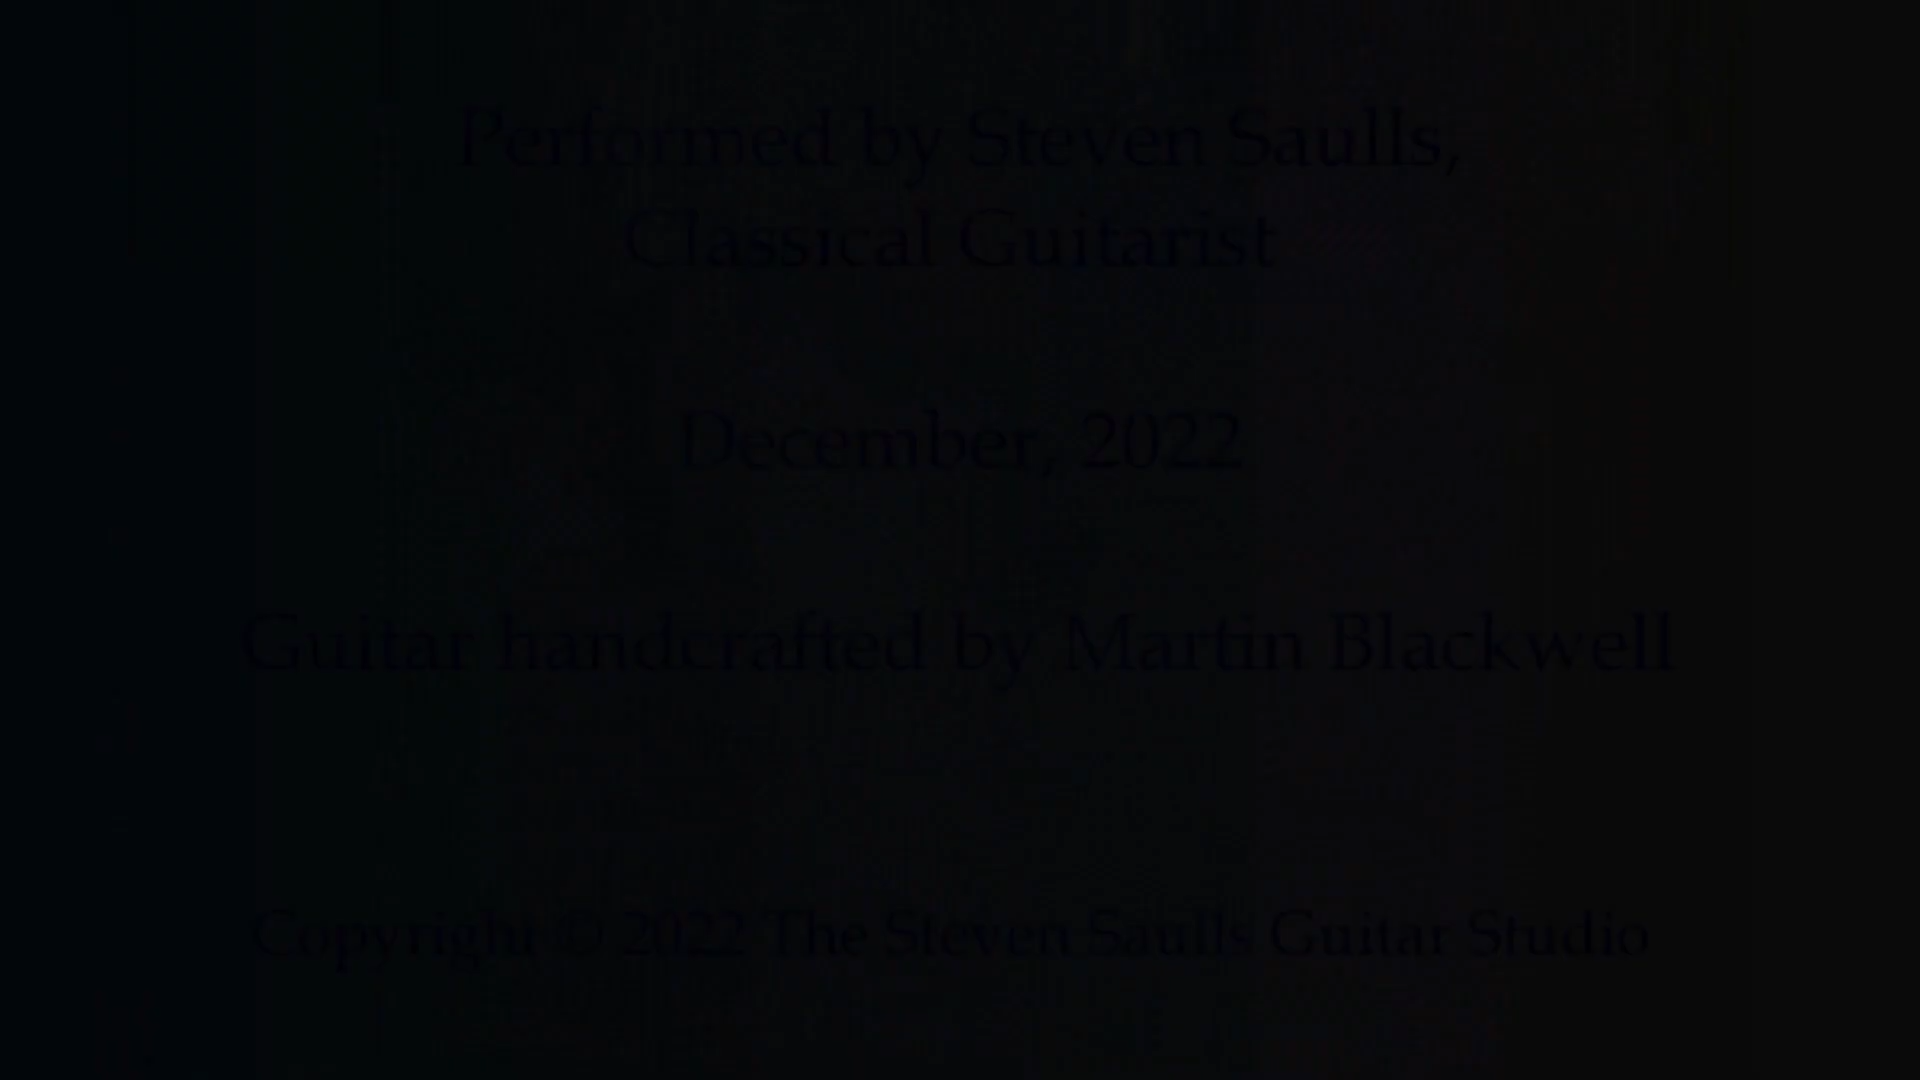 Performed by Steven Saulls,
Classical Guitarist
December, 2022
Guitar handcrafted by Martin Blackwell
Copyright © 2022 The Steven Saulls Guitar Studio